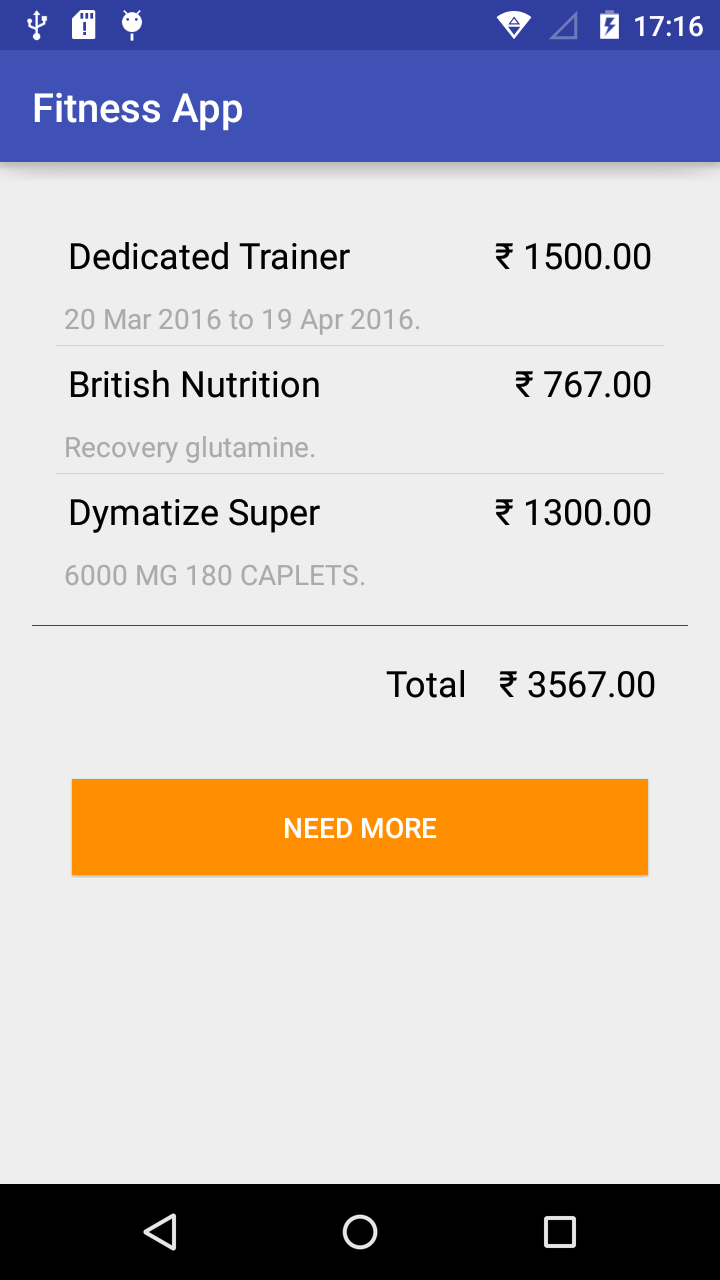 17:16
Fitness App
Dedicated Trainer ₹ 1500.00
20 Mar 2016 to 19 Apr 2016.
British Nutrition ₹ 767.00
Recovery glutamine.
Dymatize Super ₹ 1300.00
6000 MG 180 CAPLETS.
Total ₹ 3567.00
NEED MORE